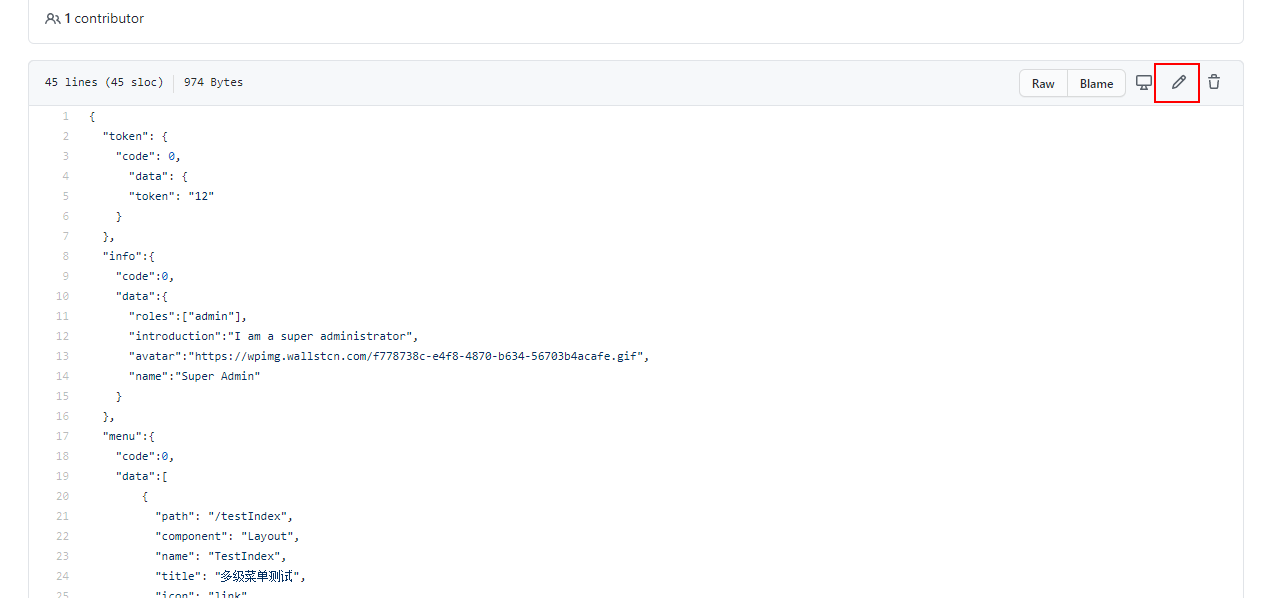 1 contributor
45 lines (45 sloc) 974 Bytes Raw Blame
1 {
2 "token": {
3 "code": 0,
4 "data": {
5 "token": "12"
6 }
7 },
8 "info":{
9 "code":0,
10 "data":{
11 "roles":["admin"],
12 "introduction":"I am a super administrator",
13 "avatar":"https://wpimg.wallstcn.com/f778738c-e4f8-4870-b634-56703b4acafe.gif",
14 "name":"Super Admin"
15 }
16 },
17 "menu":{
18 "code":0,
19 "data":[
20 {
21 "path": "/testIndex",
22 "component": "Layout",
23 "name": "TestIndex",
24 "title": "多级菜单测试",
25 "icon": "link"